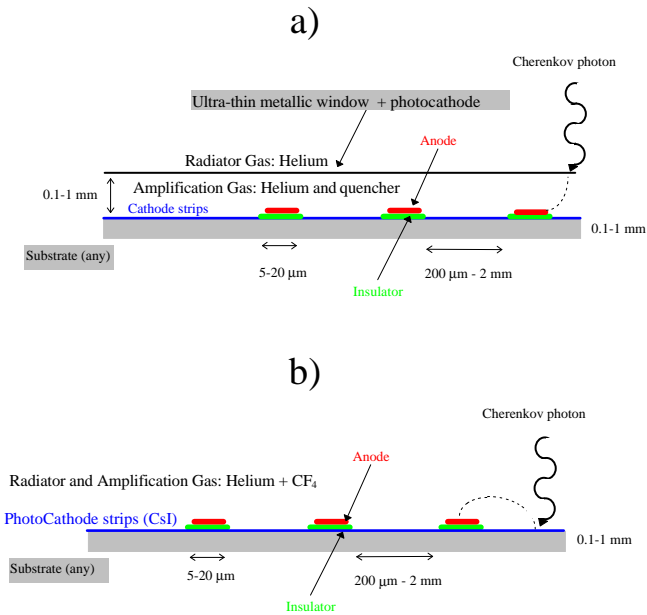 a)
Cherenkov photon
Ultra-thin metallic window + photocathode
Anode
Radiator Gas: Helium
0.1-1 mm
Amplification Gas: Helium and quencher
Cathode strips
0.1-1 mm
Substrate (any)
5-20 μm
200 μm - 2 mm
Insulator
b)
Cherenkov photon
Anode
Radiator and Amplification Gas: Helium + CF₄
PhotoCathode strips (CsI)
0.1-1 mm
Substrate (any)
5-20 μm
200 μm - 2 mm
Insulator